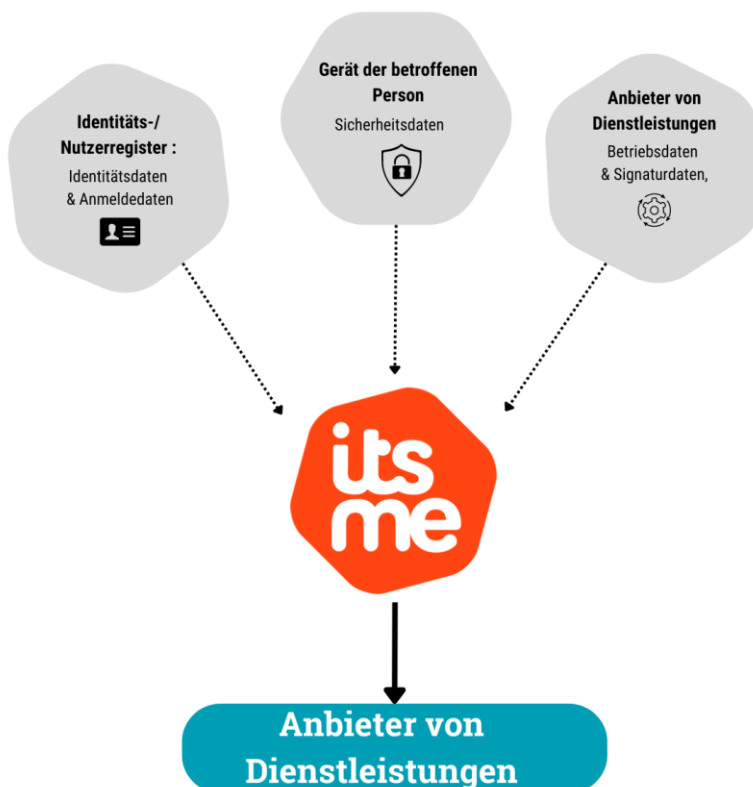 Identitäts-/
Nutzerregister :
Identitätsdaten
& Anmeldedaten
Gerät der betroffenen
Person
Sicherheitsdaten
Anbieter von
Dienstleistungen
Betriebsdaten
& Signaturdaten,
its
me
Anbieter von
Dienstleistungen